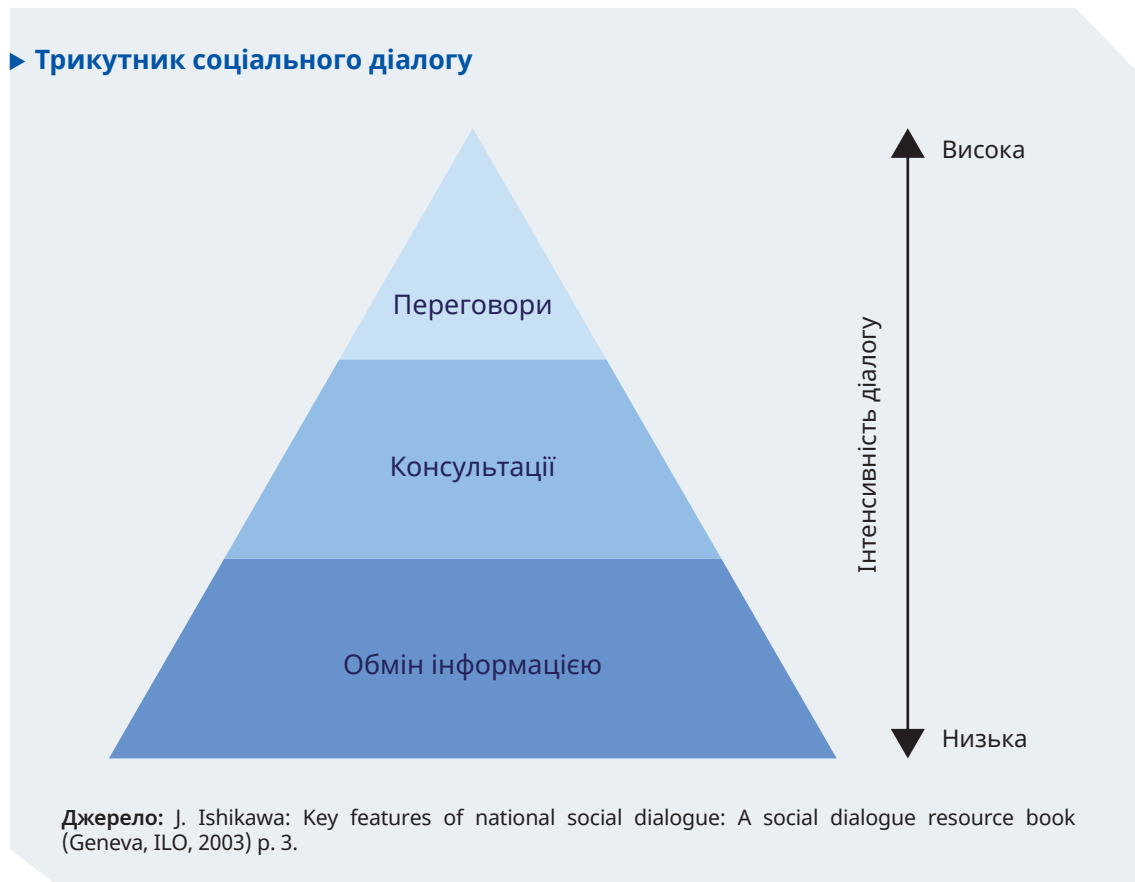 Трикутник соціального діалогу
Висока
Переговори
Консультації
Інтенсивність діалогу
Обмін інформацією
Низька
Джерело: J. Ishikawa: Key features of national social dialogue: A social dialogue resource book
(Geneva, ILO, 2003) p. 3.